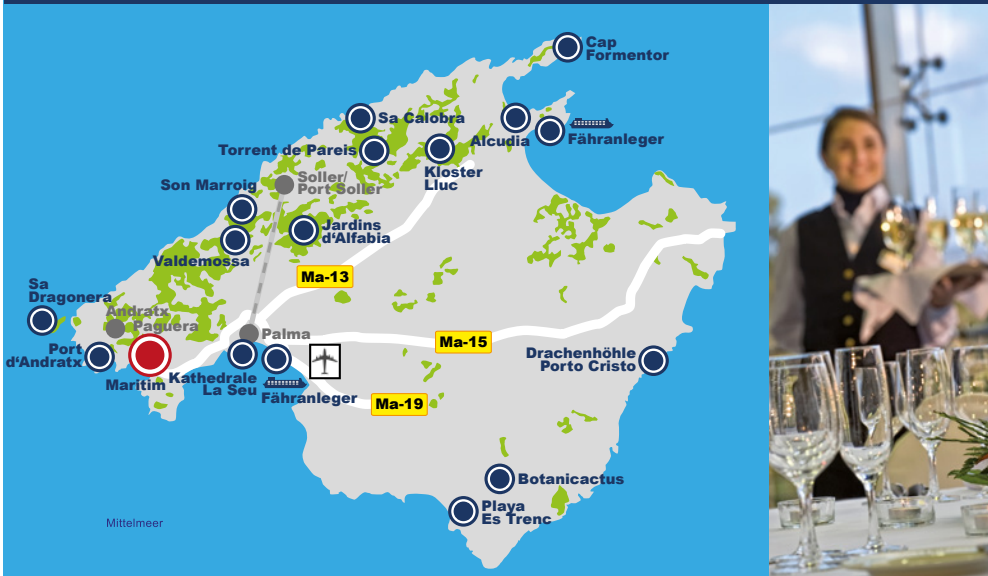 Cap
Formentor
Sa Calobra
Alcudia
Fähranleger
Torrent de Pareis
Kloster
Lluc
Soller/
Port Soller
Son Marroig
Jardins
d'Alfabia
Valdemossa
Ma-13
Sa
Dragonera
Andratx
Paguera
Palma
Ma-15
Port
d'Andratx
Maritim
Kathedrale
La Seu
Fähranleger
Drachenhöhle
Porto Cristo
Ma-19
Botanicactus
Playa
Es Trenc
Mittelmeer